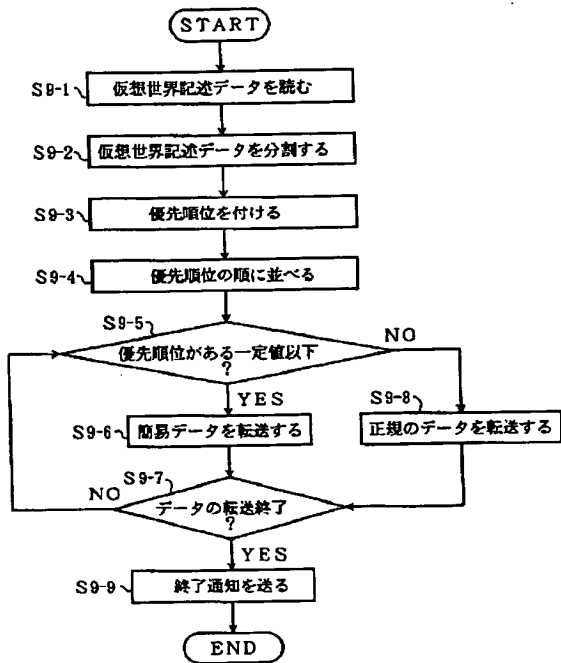 START
S9-1 仮想世界記述データを読む
S9-2 仮想世界記述データを分割する
S9-3 優先順位を付ける
S9-4 優先順位の順に並べる
S9-5
優先順位がある一定値以下
?
NO
YES
S9-8
S9-6 簡易データを転送する
正規のデータを転送する
S9-7
NO
データの転送終了
?
YES
S9-9 終了通知を送る
END